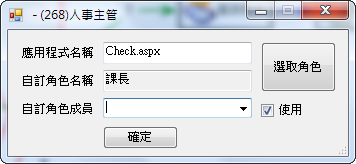 - (268)人事主管
應用程式名稱 Check.aspx
選取角色
自訂角色名稱 課長
自訂角色成員 使用
確定